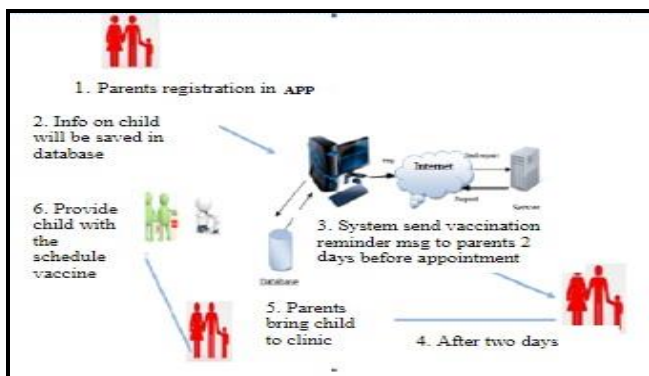 1. Parents registration in APP
2. Info on child
will be saved in
database
Internet
6. Provide
child with
the
schedule
vaccine
3. System send vaccination
reminder msg to parents 2
days before appointment
Database
5. Parents
bring child
to clinic
4. After two days